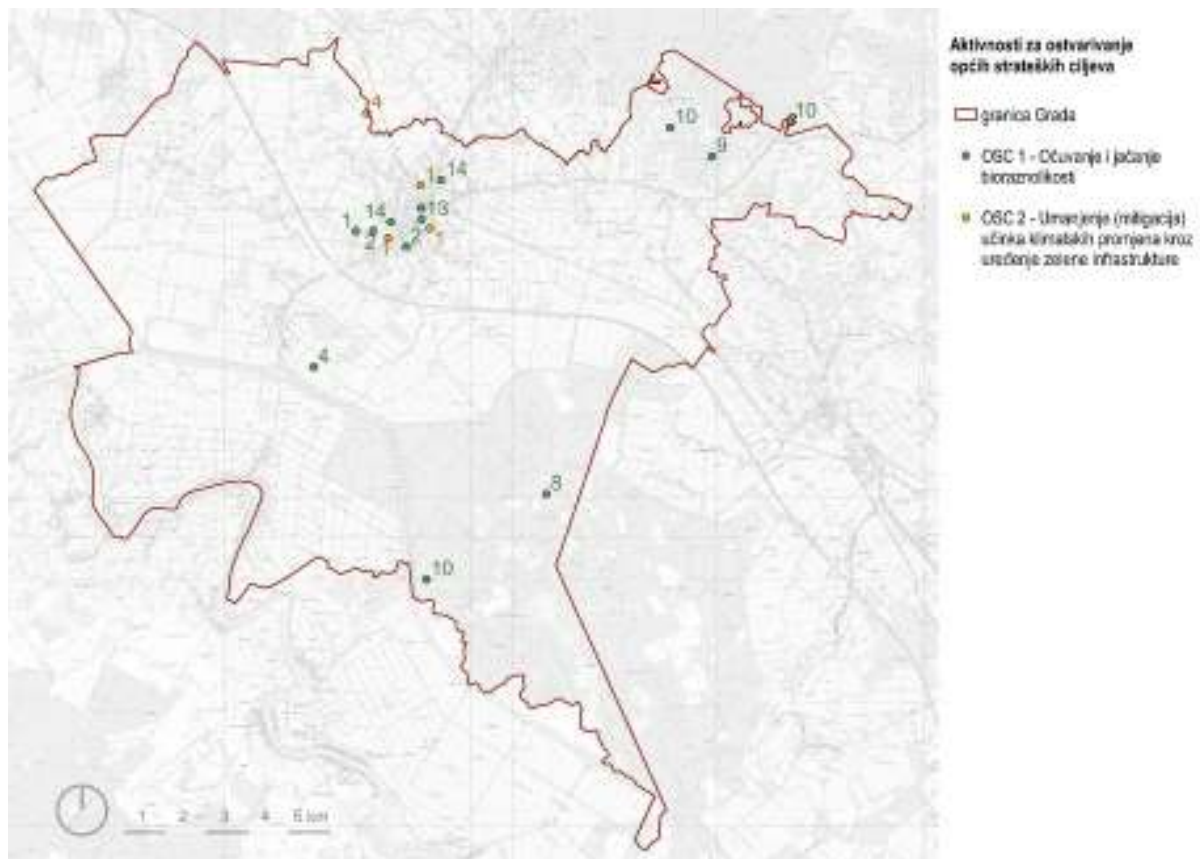 Aktivnosti za ostvarivanje
općih strateških ciljeva
granica Grada
OSC 1 - Očuvanje i jačanje
bioraznolikosti
OSC 2 - Umanjenje (mitigacija)
učinka klimatskih promjena kroz
uređenje zelene infrastrukture
4
10
10
9
1
14
13
14
1
2
1
4
10
1 2 3 4 5 km